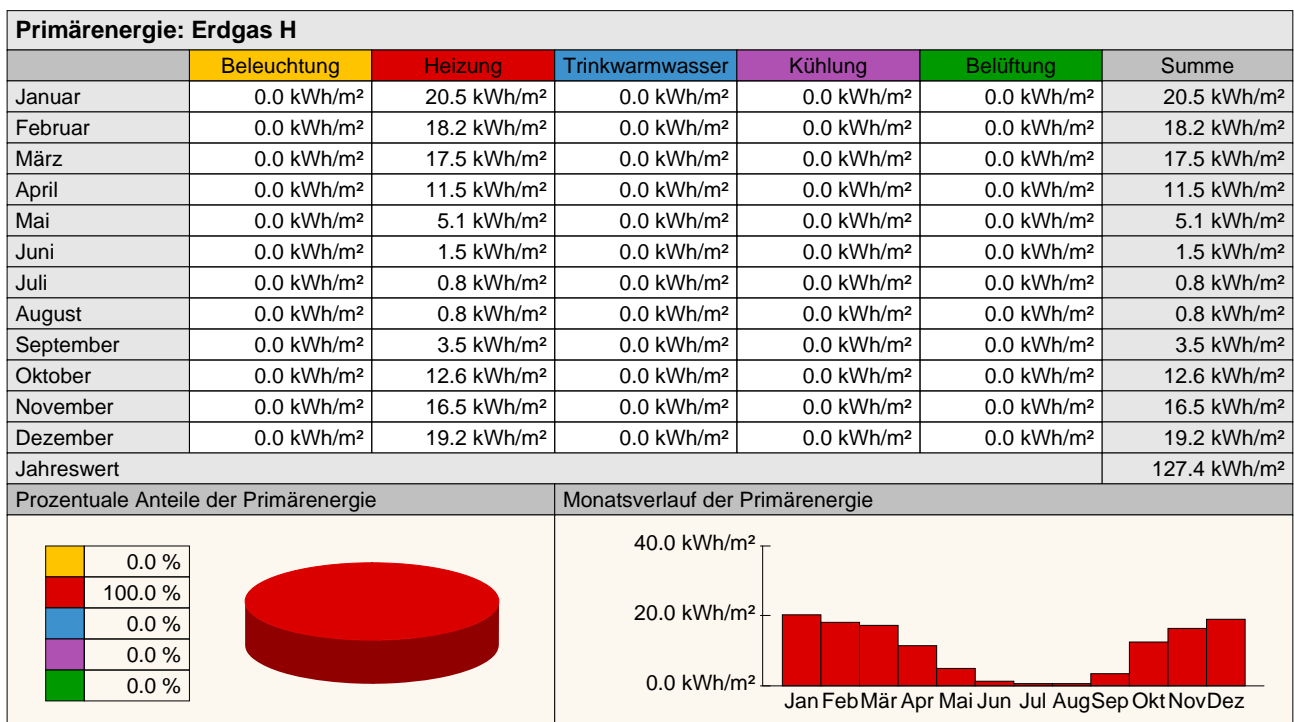 Primärenergie: Erdgas H
Beleuchtung Heizung Trinkwarmwasser Kühlung Belüftung Summe
Januar 0.0 kWh/m² 20.5 kWh/m² 0.0 kWh/m² 0.0 kWh/m² 0.0 kWh/m² 20.5 kWh/m²
Februar 0.0 kWh/m² 18.2 kWh/m² 0.0 kWh/m² 0.0 kWh/m² 0.0 kWh/m² 18.2 kWh/m²
März 0.0 kWh/m² 17.5 kWh/m² 0.0 kWh/m² 0.0 kWh/m² 0.0 kWh/m² 17.5 kWh/m²
April 0.0 kWh/m² 11.5 kWh/m² 0.0 kWh/m² 0.0 kWh/m² 0.0 kWh/m² 11.5 kWh/m²
Mai 0.0 kWh/m² 5.1 kWh/m² 0.0 kWh/m² 0.0 kWh/m² 0.0 kWh/m² 5.1 kWh/m²
Juni 0.0 kWh/m² 1.5 kWh/m² 0.0 kWh/m² 0.0 kWh/m² 0.0 kWh/m² 1.5 kWh/m²
Juli 0.0 kWh/m² 0.8 kWh/m² 0.0 kWh/m² 0.0 kWh/m² 0.0 kWh/m² 0.8 kWh/m²
August 0.0 kWh/m² 0.8 kWh/m² 0.0 kWh/m² 0.0 kWh/m² 0.0 kWh/m² 0.8 kWh/m²
September 0.0 kWh/m² 3.5 kWh/m² 0.0 kWh/m² 0.0 kWh/m² 0.0 kWh/m² 3.5 kWh/m²
Oktober 0.0 kWh/m² 12.6 kWh/m² 0.0 kWh/m² 0.0 kWh/m² 0.0 kWh/m² 12.6 kWh/m²
November 0.0 kWh/m² 16.5 kWh/m² 0.0 kWh/m² 0.0 kWh/m² 0.0 kWh/m² 16.5 kWh/m²
Dezember 0.0 kWh/m² 19.2 kWh/m² 0.0 kWh/m² 0.0 kWh/m² 0.0 kWh/m² 19.2 kWh/m²
Jahreswert 127.4 kWh/m²
Prozentuale Anteile der Primärenergie
0.0 %
100.0 %
0.0 %
0.0 %
0.0 %
Monatsverlauf der Primärenergie
40.0 kWh/m²
20.0 kWh/m²
0.0 kWh/m²
Jan Feb Mär Apr Mai Jun Jul Aug Sep Okt Nov Dez